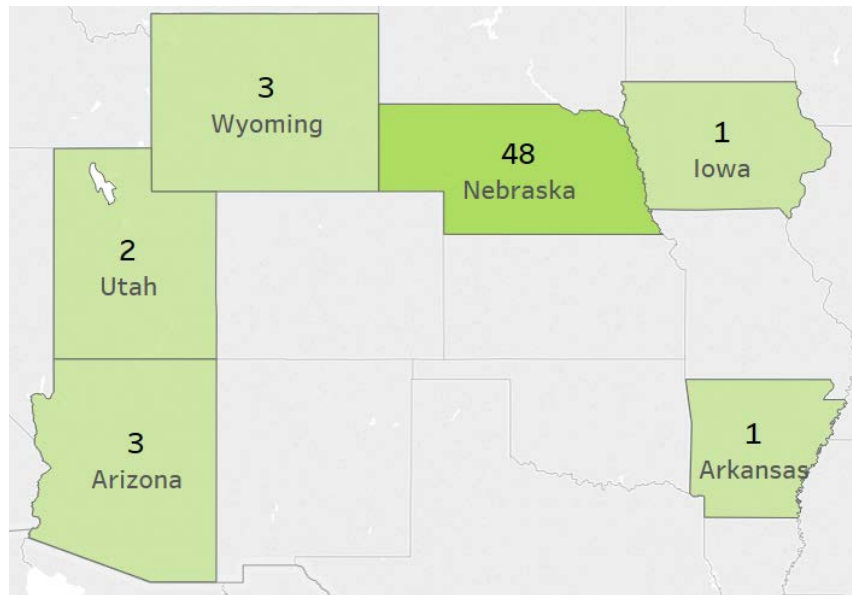 3
Wyoming
48
Nebraska
1
Iowa
2
Utah
3
Arizona
1
Arkansas